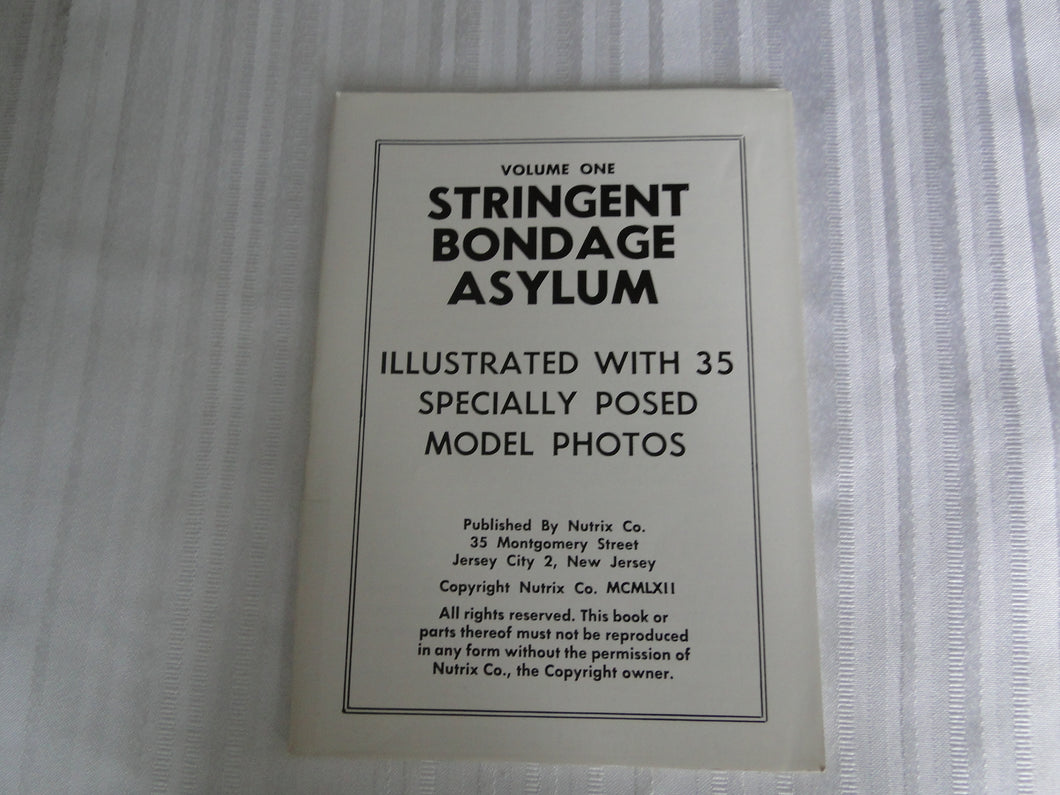 VOLUME ONE
STRINGENT
BONDAGE
ASYLUM
ILLUSTRATED WITH 35
SPECIALLY POSED
MODEL PHOTOS
Published By Nutrix Co.
35 Montgomery Street
Jersey City 2, New Jersey
Copyright Nutrix Co. MCMLXII
All rights reserved. This book or
parts thereof must not be reproduced
in any form without the permission of
Nutrix Co., the Copyright owner.